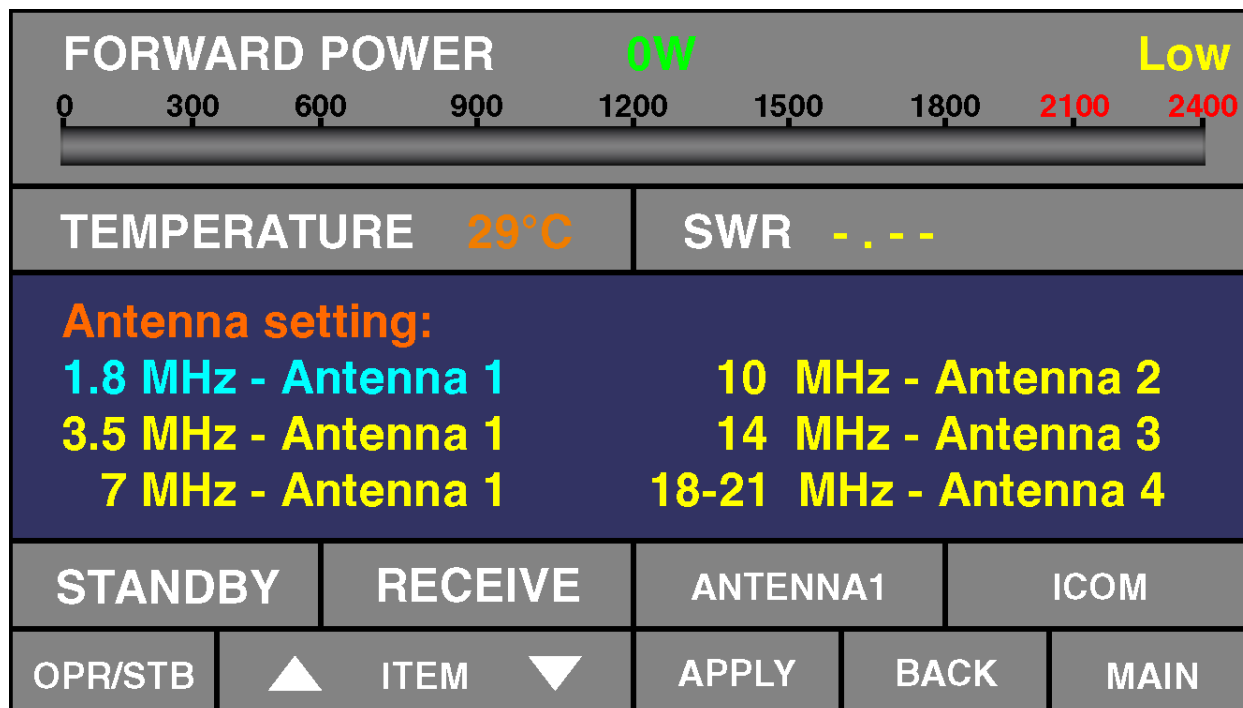 FORWARD POWER 0W Low
0 300 600 900 1200 1500 1800 2100 2400
TEMPERATURE 29°C SWR -.--
Antenna setting:
1.8 MHz - Antenna 1 10 MHz - Antenna 2
3.5 MHz - Antenna 1 14 MHz - Antenna 3
7 MHz - Antenna 1 18-21 MHz - Antenna 4
STANDBY RECEIVE ANTENNA1 ICOM
OPR/STB ▲ ITEM ▼ APPLY BACK MAIN